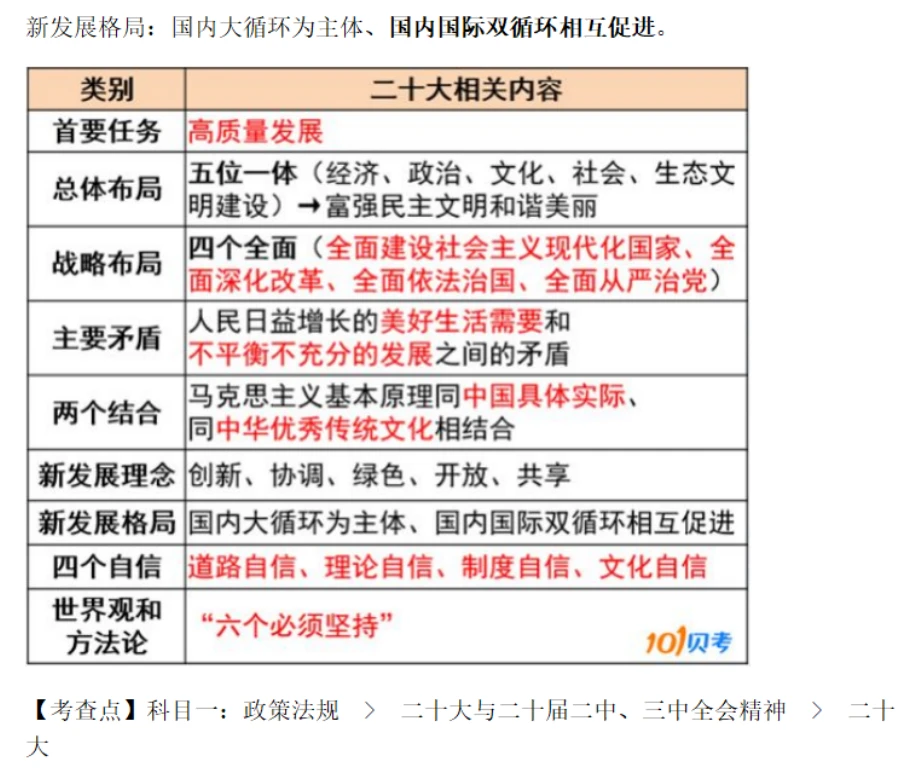 新发展格局：国内大循环为主体、国内国际双循环相互促进。
类别 二十大相关内容
首要任务 高质量发展
总体布局 五位一体（经济、政治、文化、社会、生态文
明建设）→富强民主文明和谐美丽
战略布局 四个全面（全面建设社会主义现代化国家、全
面深化改革、全面依法治国、全面从严治党）
主要矛盾 人民日益增长的美好生活需要和
不平衡不充分的发展之间的矛盾
两个结合 马克思主义基本原理同中国具体实际、
同中华优秀传统文化相结合
新发展理念 创新、协调、绿色、开放、共享
新发展格局 国内大循环为主体、国内国际双循环相互促进
四个自信 道路自信、理论自信、制度自信、文化自信
世界观和
方法论 “六个必须坚持”
101贝考
【考查点】科目一：政策法规 > 二十大与二十届二中、三中全会精神 > 二十
大